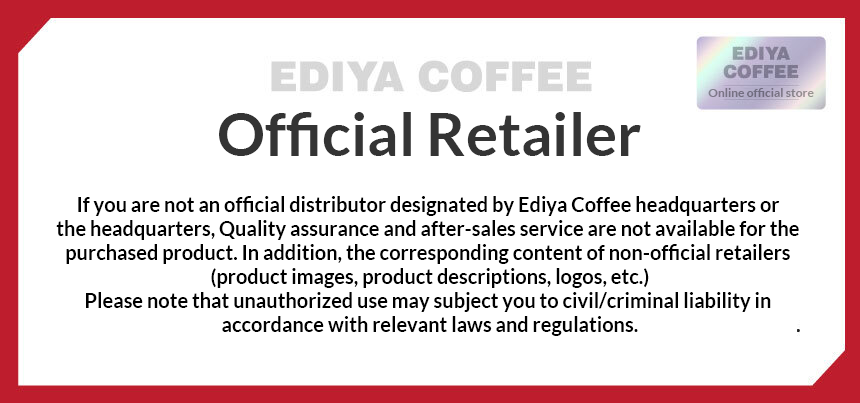 EDIYA COFFEE
Official Retailer
EDIYA
COFFEE
Online official store
If you are not an official distributor designated by Ediya Coffee headquarters or
the headquarters, Quality assurance and after-sales service are not available for the
purchased product. In addition, the corresponding content of non-official retailers
(product images, product descriptions, logos, etc.)
Please note that unauthorized use may subject you to civil/criminal liability in
accordance with relevant laws and regulations. .